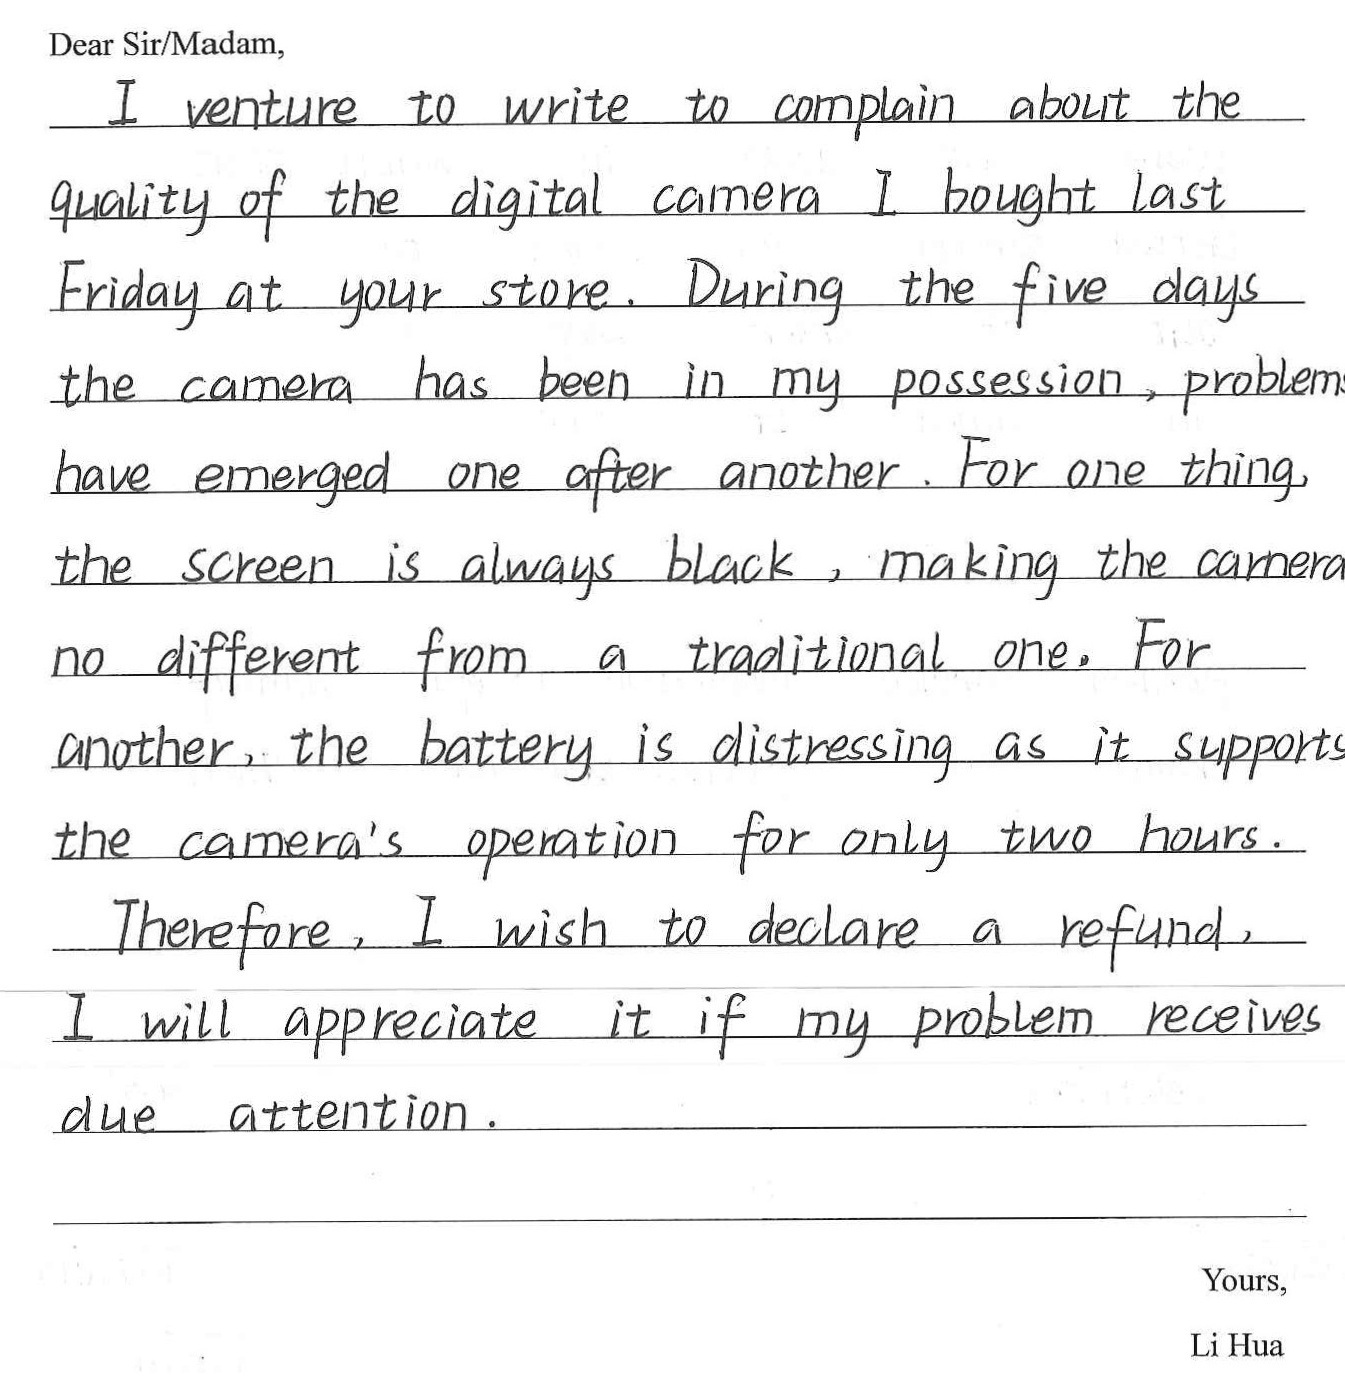 Dear Sir/Madam,
I venture to write to complain about the
quality of the digital camera I bought last
Friday at your store. During the five days
the camera has been in my possession, problems
have emerged one after another. For one thing,
the screen is always black, making the camera
no different from a traditional one. For
another, the battery is distressing as it supports
the camera's operation for only two hours.
Therefore, I wish to declare a refund,
I will appreciate it if my problem receives
due attention.
Yours,
Li Hua